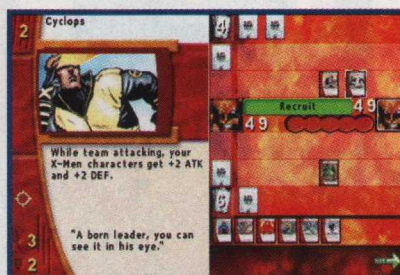 2
Cyclops
While team attacking, your
X-Men characters get +2 ATK
and +2 DEF.
"A born leader, you can
see it in his eye."
3
2
Recruit
49
49